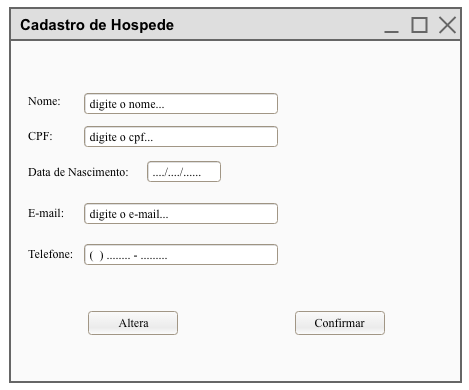 Cadastro de Hospede
Nome: digite o nome...
CPF: digite o cpf...
Data de Nascimento: ..../..../......
E-mail: digite o e-mail...
Telefone: ( ) ........ - .........
Altera Confirmar